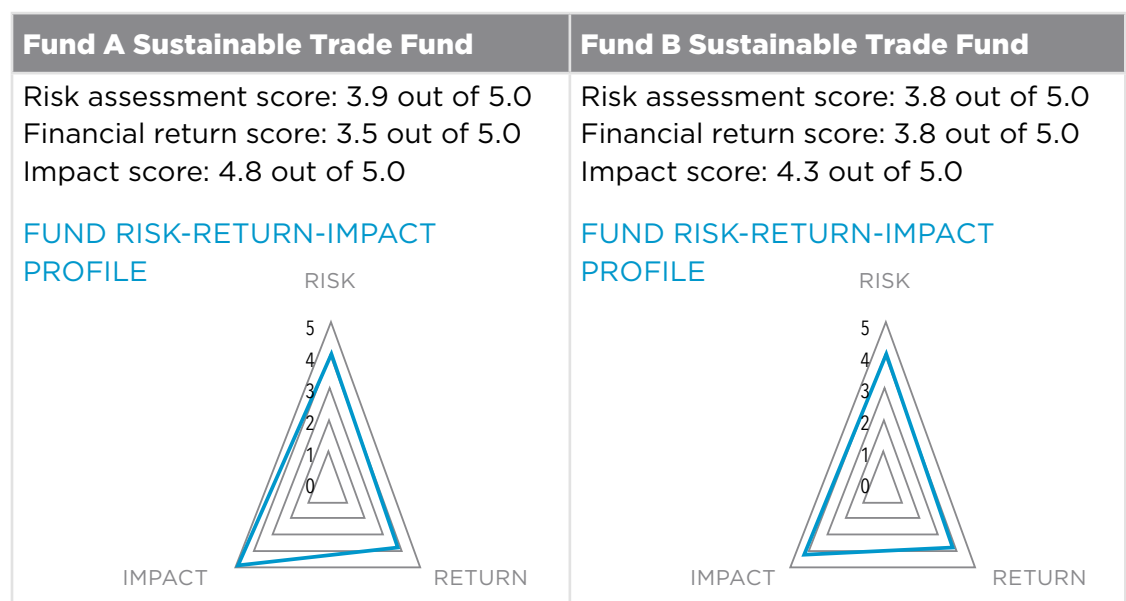 Fund A Sustainable Trade Fund
Risk assessment score: 3.9 out of 5.0
Financial return score: 3.5 out of 5.0
Impact score: 4.8 out of 5.0
FUND RISK-RETURN-IMPACT
PROFILE
RISK
5
4
3
2
1
0
IMPACT
RETURN
Fund B Sustainable Trade Fund
Risk assessment score: 3.8 out of 5.0
Financial return score: 3.8 out of 5.0
Impact score: 4.3 out of 5.0
FUND RISK-RETURN-IMPACT
PROFILE
RISK
5
4
3
2
1
0
IMPACT
RETURN